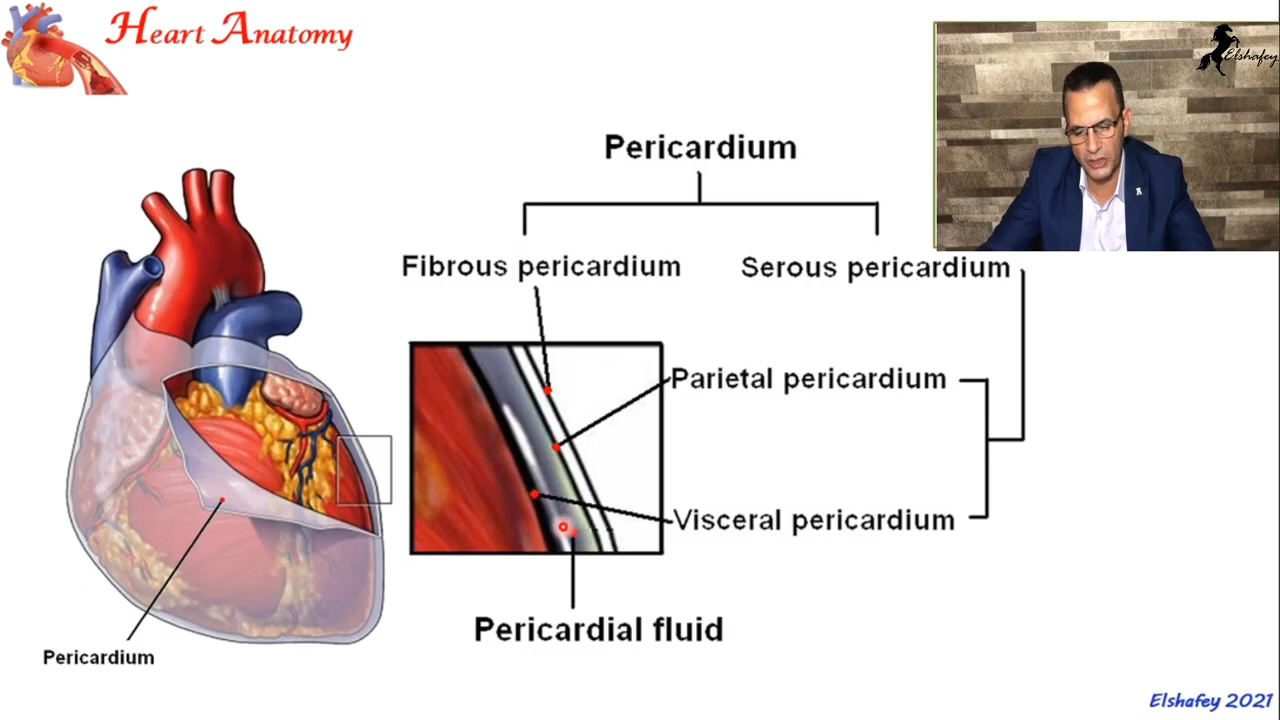 Heart Anatomy
Elshafey
Pericardium
Fibrous pericardium
Serous pericardium
Parietal pericardium
Visceral pericardium
Pericardial fluid
Pericardium
Elshafey 2021